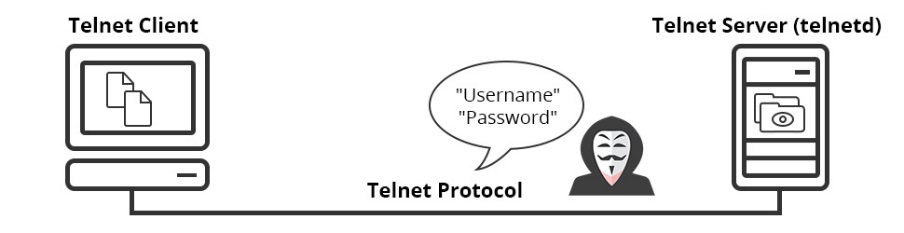 Telnet Client
Telnet Server (telnetd)
"Username"
"Password"
Telnet Protocol